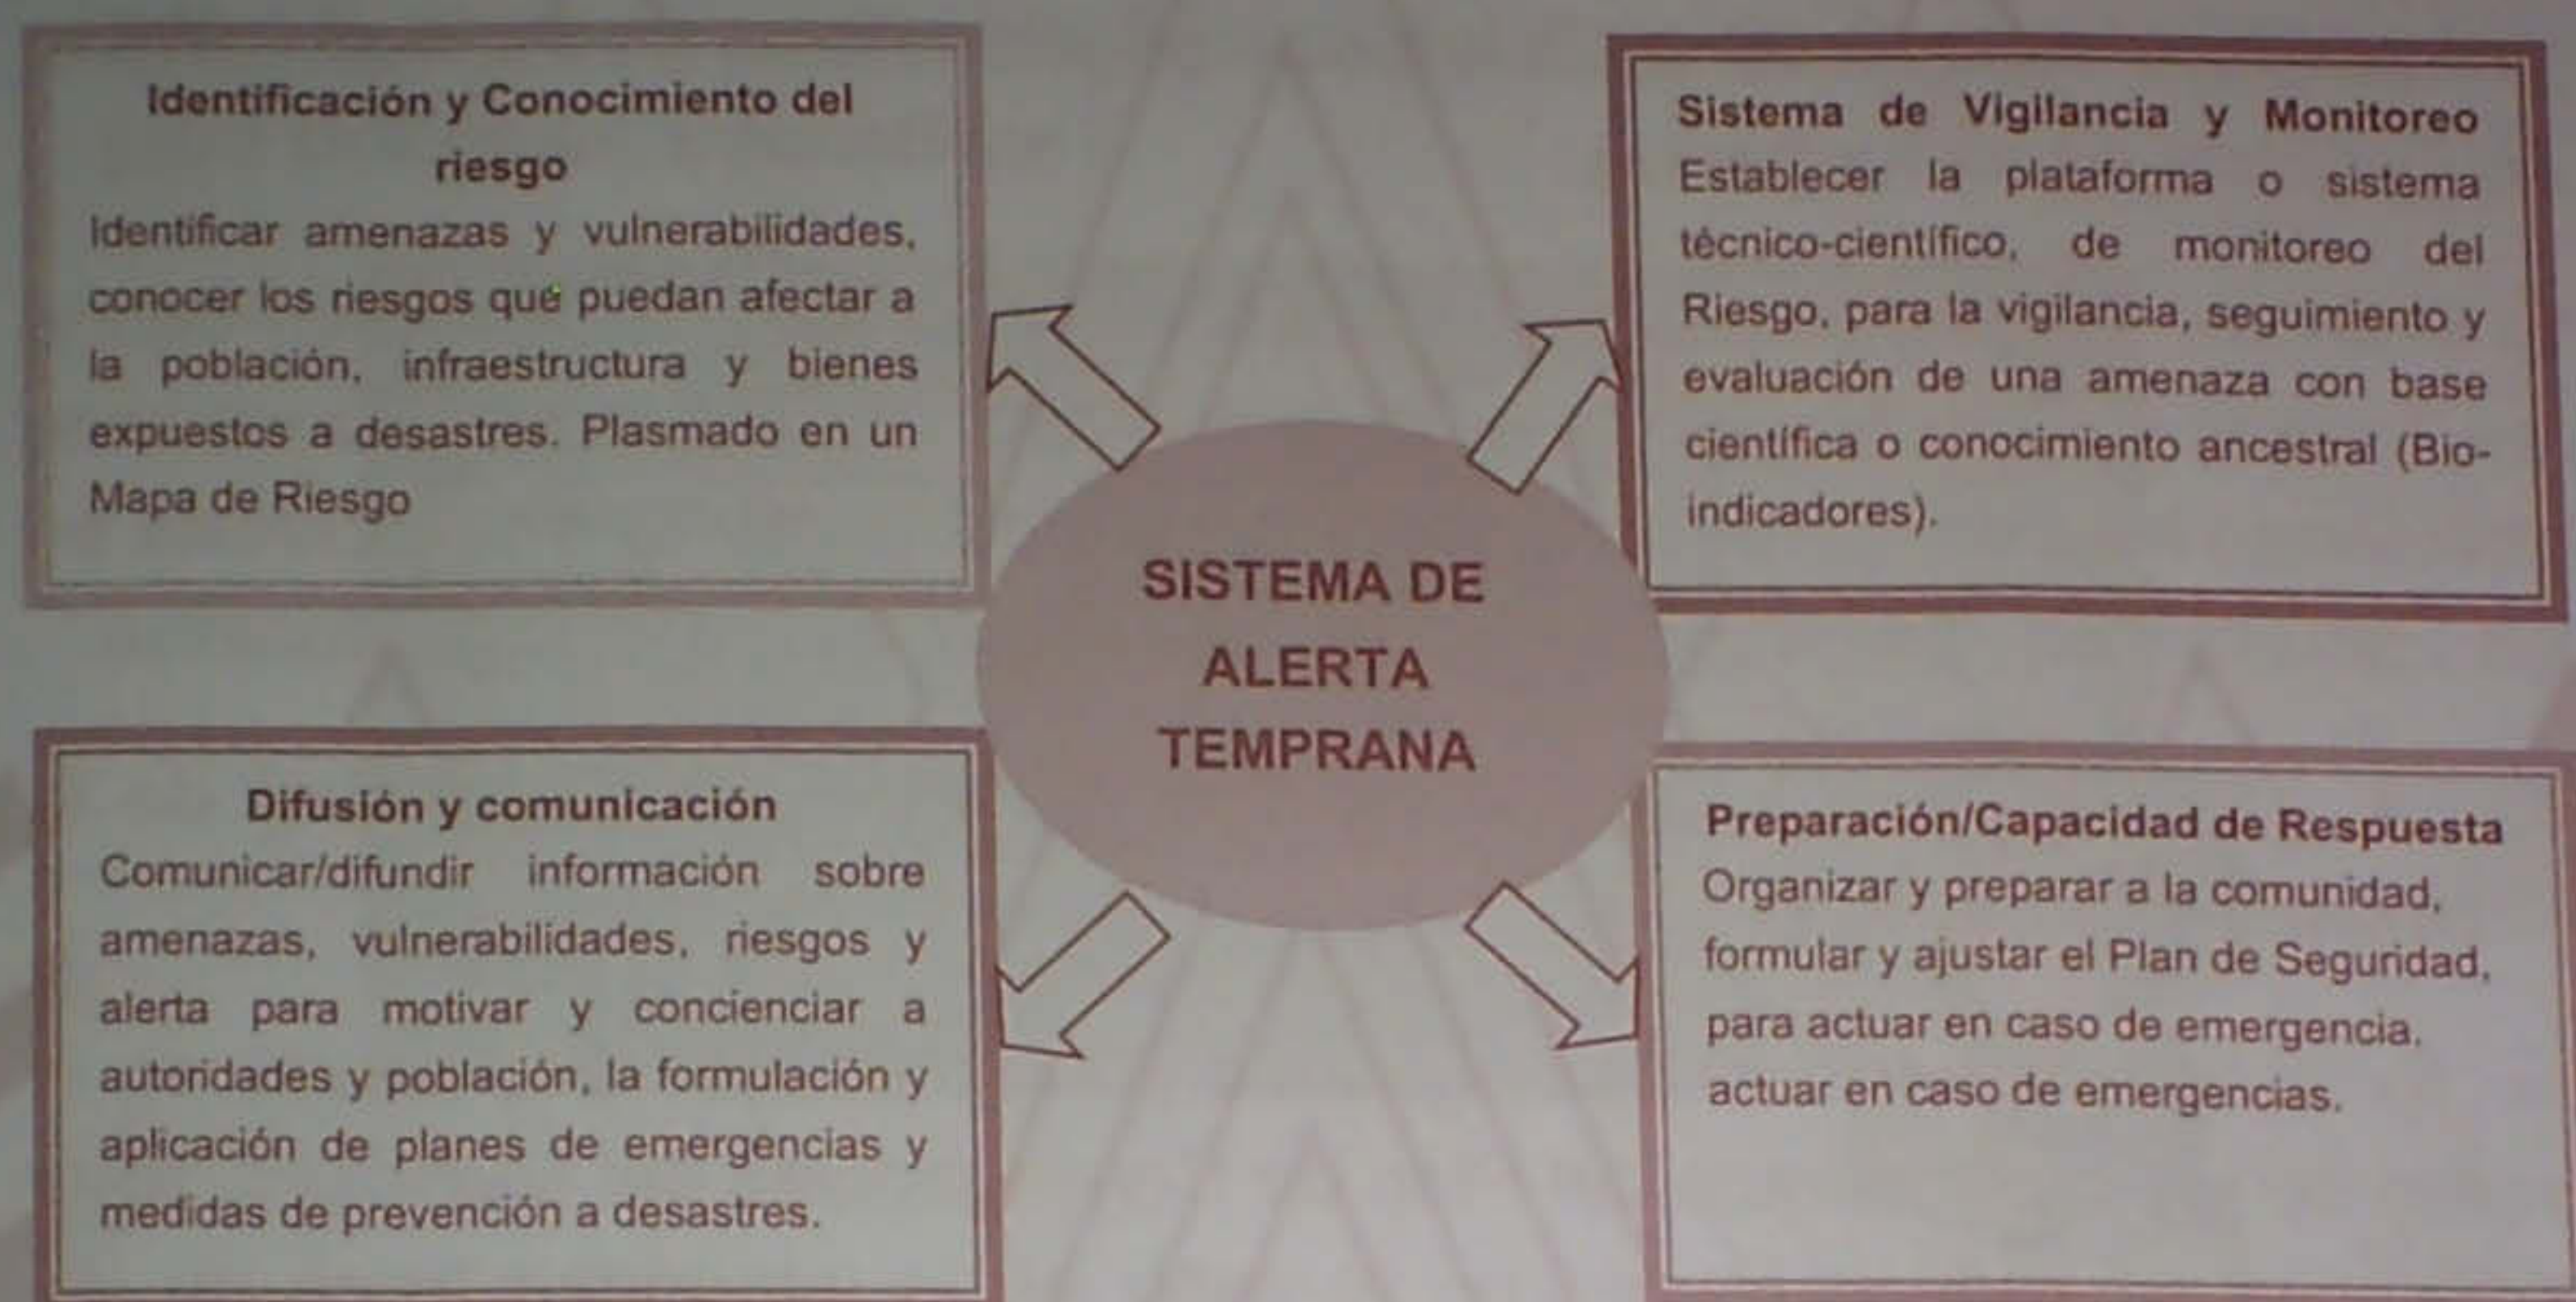 Identificación y Conocimiento del
riesgo
Identificar amenazas y vulnerabilidades,
conocer los riesgos que puedan afectar a
la población, infraestructura y bienes
expuestos a desastres. Plasmado en un
Mapa de Riesgo
Sistema de Vigilancia y Monitoreo
Establecer la plataforma o sistema
técnico-científico, de monitoreo del
Riesgo, para la vigilancia, seguimiento y
evaluación de una amenaza con base
científica o conocimiento ancestral (Bio-
indicadores).
SISTEMA DE
ALERTA
TEMPRANA
Difusión y comunicación
Comunicar/difundir información sobre
amenazas, vulnerabilidades, riesgos y
alerta para motivar y concienciar a
autoridades y población, la formulación y
aplicación de planes de emergencias y
medidas de prevención a desastres.
Preparación/Capacidad de Respuesta
Organizar y preparar a la comunidad,
formular y ajustar el Plan de Seguridad,
para actuar en caso de emergencia,
actuar en caso de emergencias.